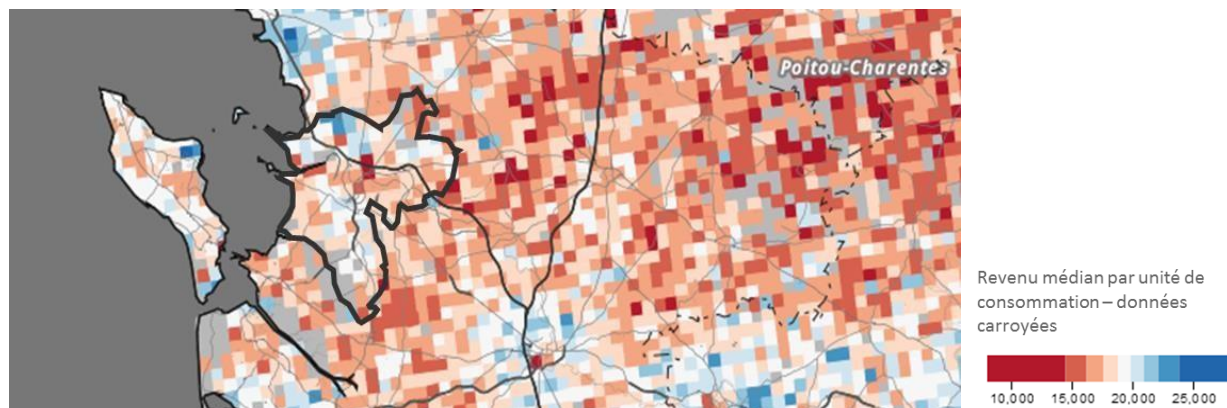 Poitou-Charentes
Revenu médian par unité de
consommation – données
carroyées
10,000 15,000 20,000 25,000